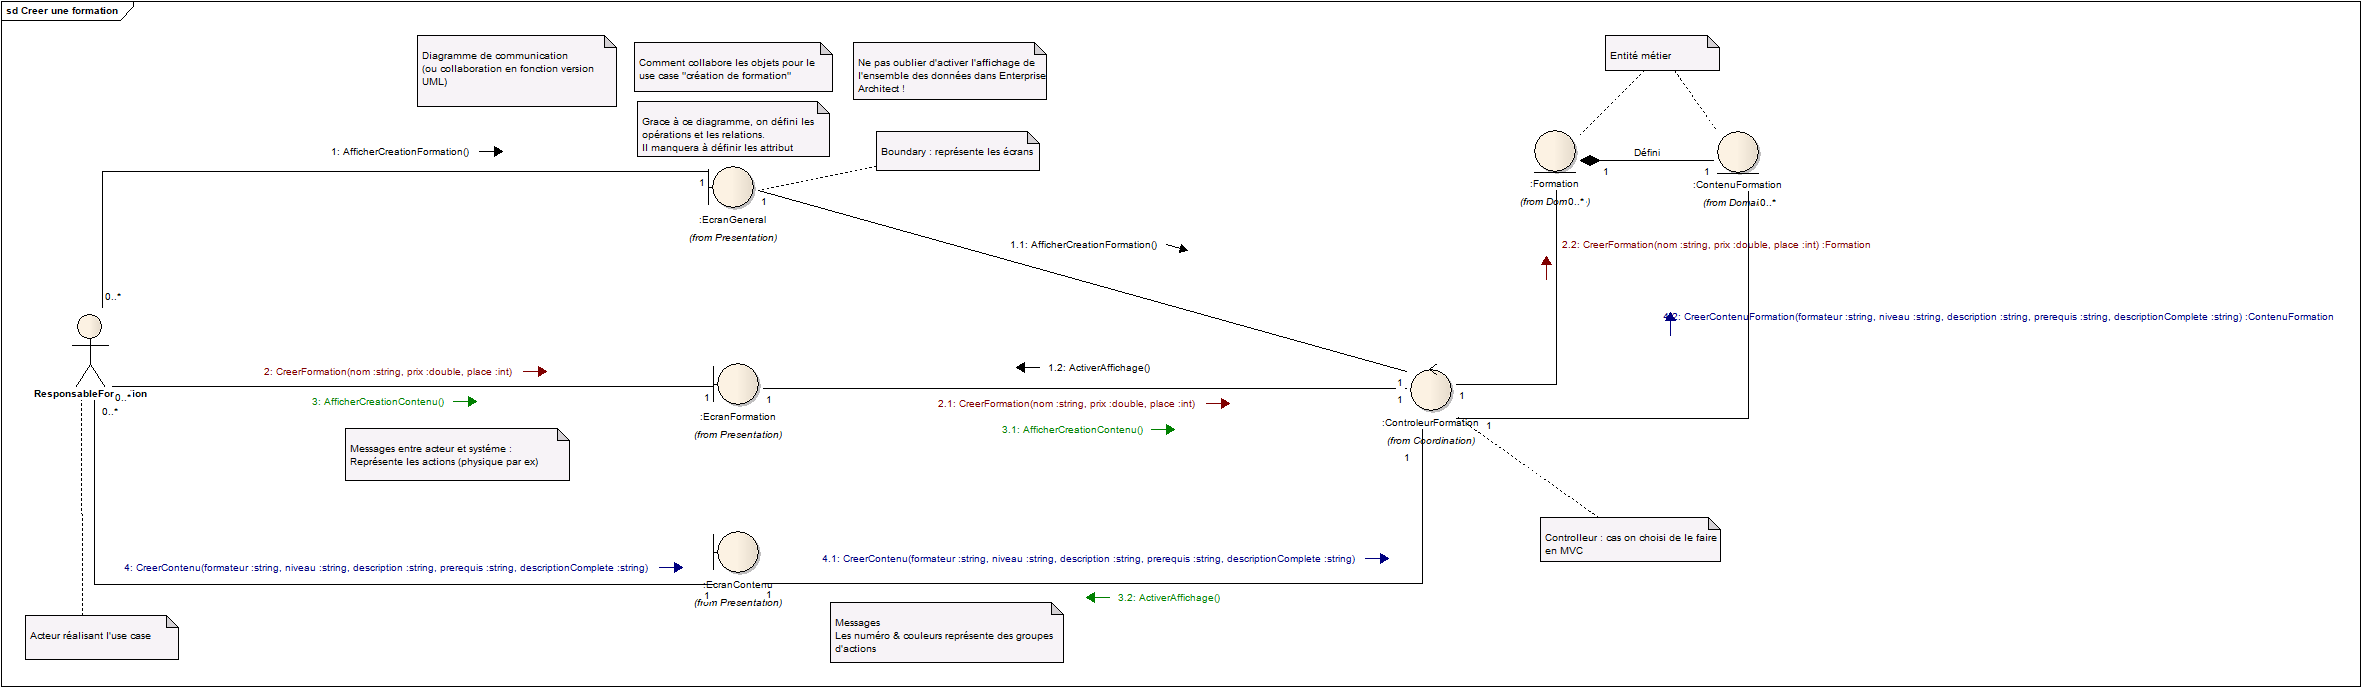 sd Creer une formation
Diagramme de communication
(ou collaboration en fonction version
UML)
Comment collabore les objets pour le
use case "création de formation"
Ne pas oublier d'activer l'affichage de
l'ensemble des données dans Enterprise
Architect !
Entité métier
Grace à ce diagramme, on défini les
opérations et les relations.
Il manquera à définir les attribut
Boundary : représente les écrans
1: AfficherCreationFormation()
1
:EcranGeneral
(from Presentation)
1
Défini
1
1
:Formation
(from Dom
0..*
)
:ContenuFormation
(from Domai
0..*
1.1: AfficherCreationFormation()
2.2: CreerFormation(nom :string, prix :double, place :int) :Formation
0..*
4.2: CreerContenuFormation(formateur :string, niveau :string, description :string, prerequis :string, descriptionComplete :string) :ContenuFormation
ResponsableFor
ion
0..*
0..*
2: CreerFormation(nom :string, prix :double, place :int)
3: AfficherCreationContenu()
1
1
:EcranFormation
(from Presentation)
1.2: ActiverAffichage()
2.1: CreerFormation(nom :string, prix :double, place :int)
3.1: AfficherCreationContenu()
1
1
1
:ControleurFormation
1
(from Coordination)
1
Messages entre acteur et systéme :
Représente les actions (physique par ex)
Controlleur : cas on choisi de le faire
en MVC
4: CreerContenu(formateur :string, niveau :string, description :string, prerequis :string, descriptionComplete :string)
4.1: CreerContenu(formateur :string, niveau :string, description :string, prerequis :string, descriptionComplete :string)
:EcranContenu
1
1
(from Presentation)
3.2: ActiverAffichage()
Acteur réalisant l'use case
Messages
Les numéro & couleurs représente des groupes
d'actions